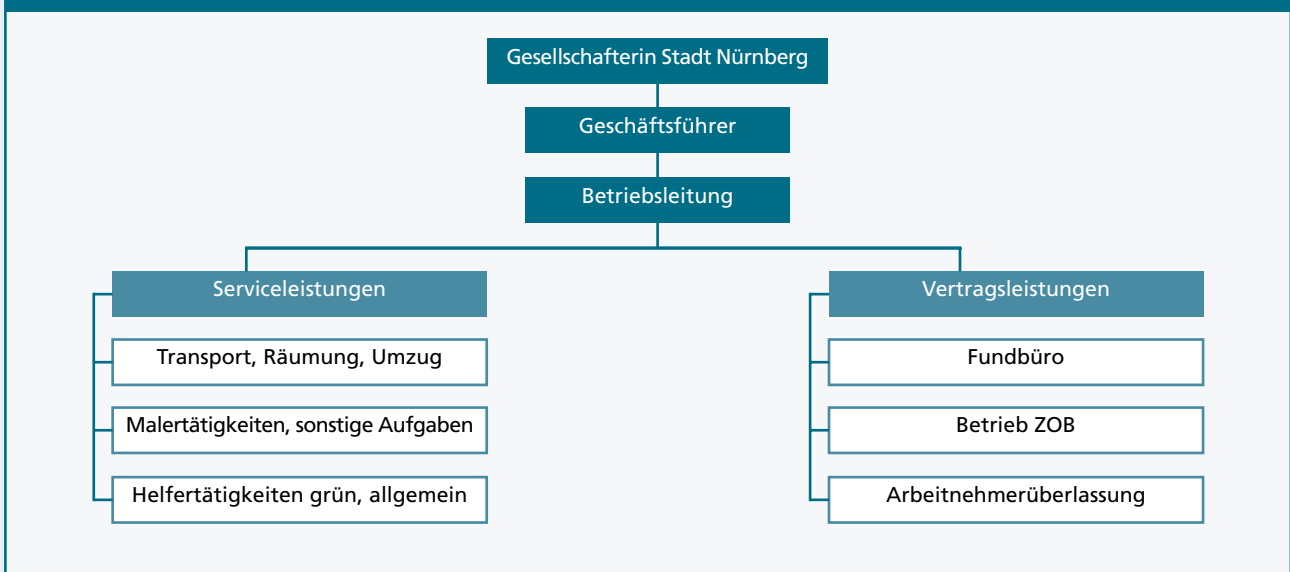 Gesellschafterin Stadt Nürnberg
Geschäftsführer
Betriebsleitung
Serviceleistungen
Transport, Räumung, Umzug
Malertätigkeiten, sonstige Aufgaben
Helfertätigkeiten grün, allgemein
Vertragsleistungen
Fundbüro
Betrieb ZOB
Arbeitnehmerüberlassung